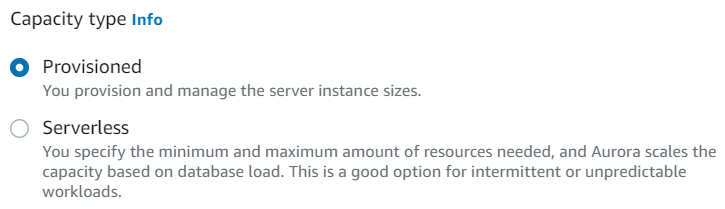 Capacity type Info
Provisioned
You provision and manage the server instance sizes.
Serverless
You specify the minimum and maximum amount of resources needed, and Aurora scales the
capacity based on database load. This is a good option for intermittent or unpredictable
workloads.